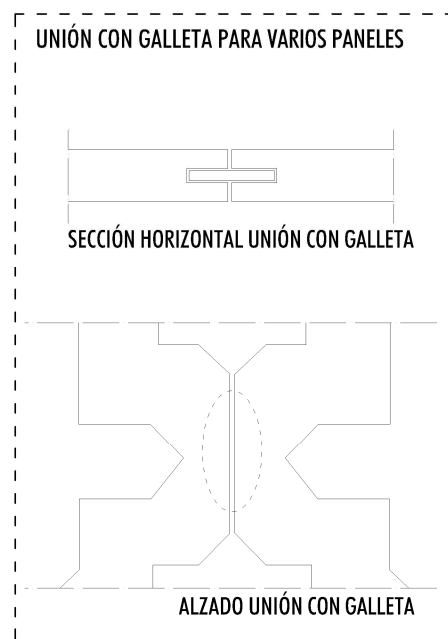 UNIÓN CON GALLETA PARA VARIOS PANELES
SECCIÓN HORIZONTAL UNIÓN CON GALLETA
ALZADO UNIÓN CON GALLETA